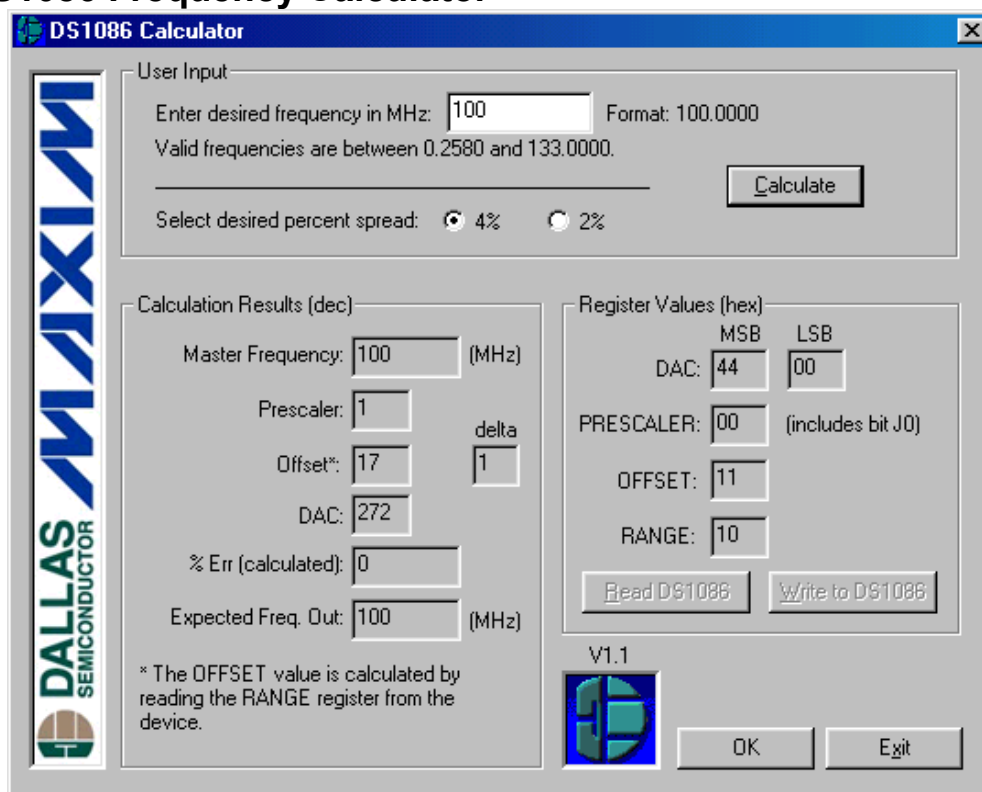 DS1086 Calculator
MAXIM
DALLAS
SEMICONDUCTOR
User Input
Enter desired frequency in MHz: 100 Format: 100.0000
Valid frequencies are between 0.2580 and 133.0000.
Calculate
Select desired percent spread: 4% 2%
Calculation Results (dec)
Master Frequency: 100 (MHz)
Prescaler: 1
delta
Offset*: 17 1
DAC: 272
% Err (calculated): 0
Expected Freq. Out: 100 (MHz)
* The OFFSET value is calculated by
reading the RANGE register from the
device.
Register Values (hex)
MSB LSB
DAC: 44 00
PRESCALER: 00 (includes bit J0)
OFFSET: 11
RANGE: 10
Read DS1086 Write to DS1086
V1.1
OK Exit